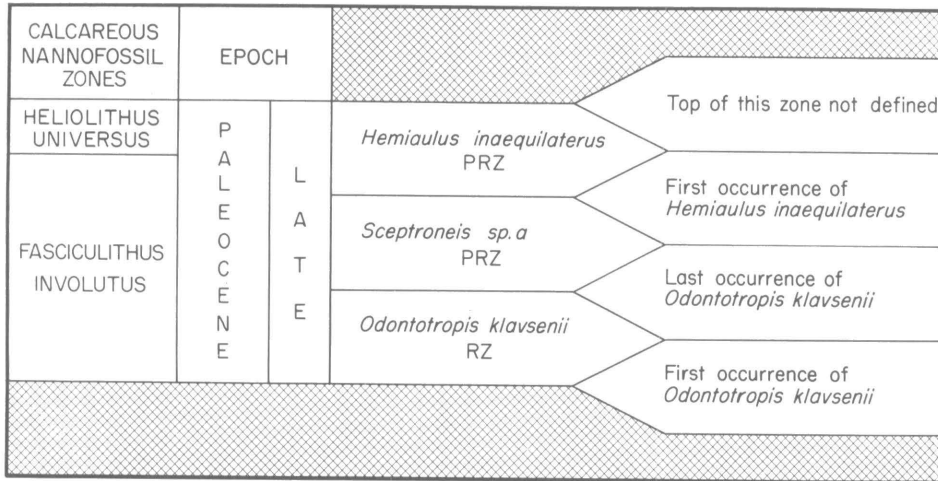 CALCAREOUS
NANNOFOSSIL
ZONES
EPOCH
HELIOLITHUS
UNIVERSUS
FASCICULITHUS
INVOLUTUS
PALEOCENE
LATE
Hemiaulus inaequilaterus
PRZ
Sceptroneis sp. a
PRZ
Odontotropis klavsenii
RZ
Top of this zone not defined
First occurrence of
Hemiaulus inaequilaterus
Last occurrence of
Odontotropis klavsenii
First occurrence of
Odontotropis klavsenii